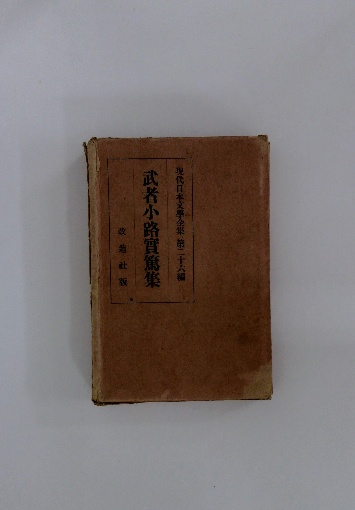 現代日本文學全集 第二十六編
武者小路實篤集
改造社版